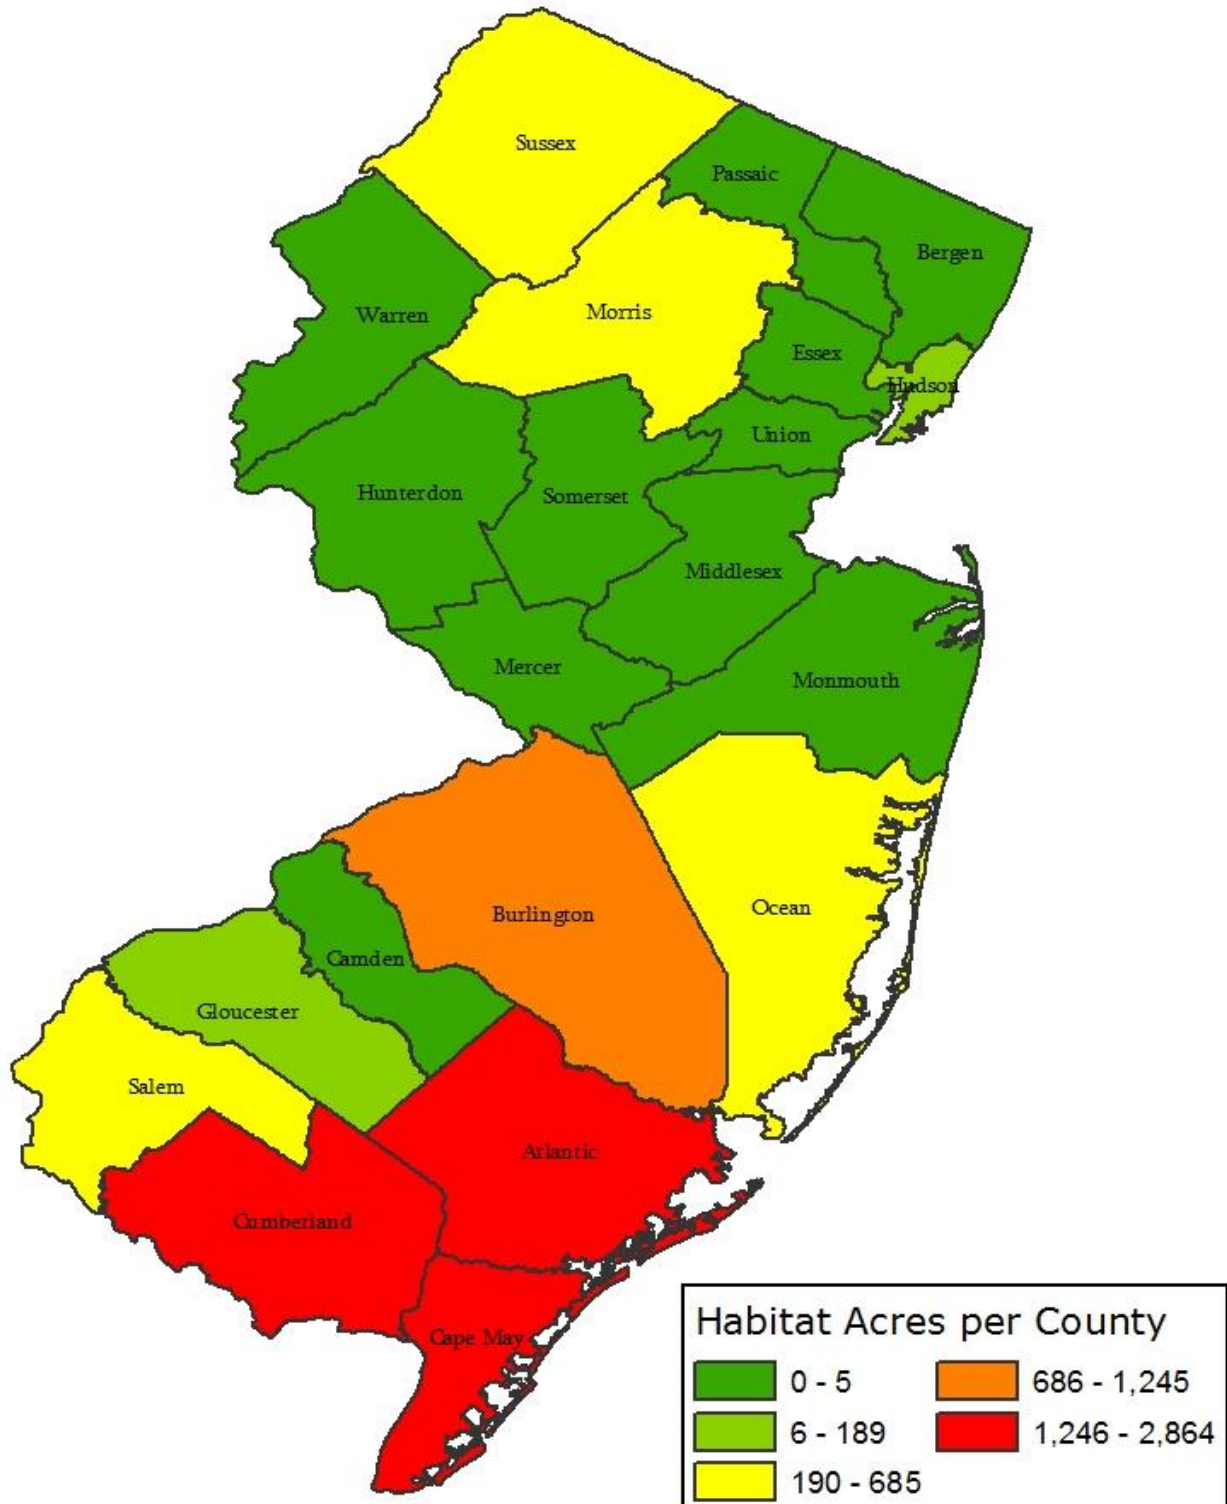 Sussex
Passaic
Bergen
Warren
Morris
Essex
Hudson
Union
Hunterdon
Somerset
Middlesex
Mercer
Monmouth
Burlington
Ocean
Camden
Gloucester
Salem
Atlantic
Cumberland
Cape May
Habitat Acres per County
0 - 5
686 - 1,245
6 - 189
1,246 - 2,864
190 - 685